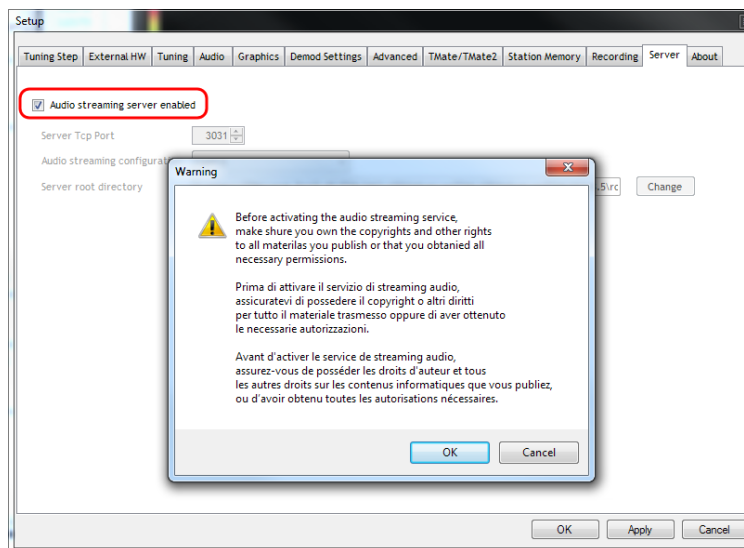 Setup
Tuning Step External HW Tuning Audio Graphics Demod Settings Advanced TMate/TMate2 Station Memory Recording Server About
Audio streaming server enabled
Server Tcp Port 3031
Audio streaming configurat
Server root directory .5\rc Change
Warning
Before activating the audio streaming service,
make shure you own the copyrights and other rights
to all materilas you publish or that you obtanied all
necessary permissions.
Prima di attivare il servizio di streaming audio,
assicuratevi di possedere il copyright o altri diritti
per tutto il materiale trasmesso oppure di aver ottenuto
le necessarie autorizzazioni.
Avant d'activer le service de streaming audio,
assurez-vous de posséder les droits d'auteur et tous
les autres droits sur les contenus informatiques que vous publiez,
ou d'avoir obtenu toutes les autorisations nécessaires.
OK Cancel
OK Apply Cancel